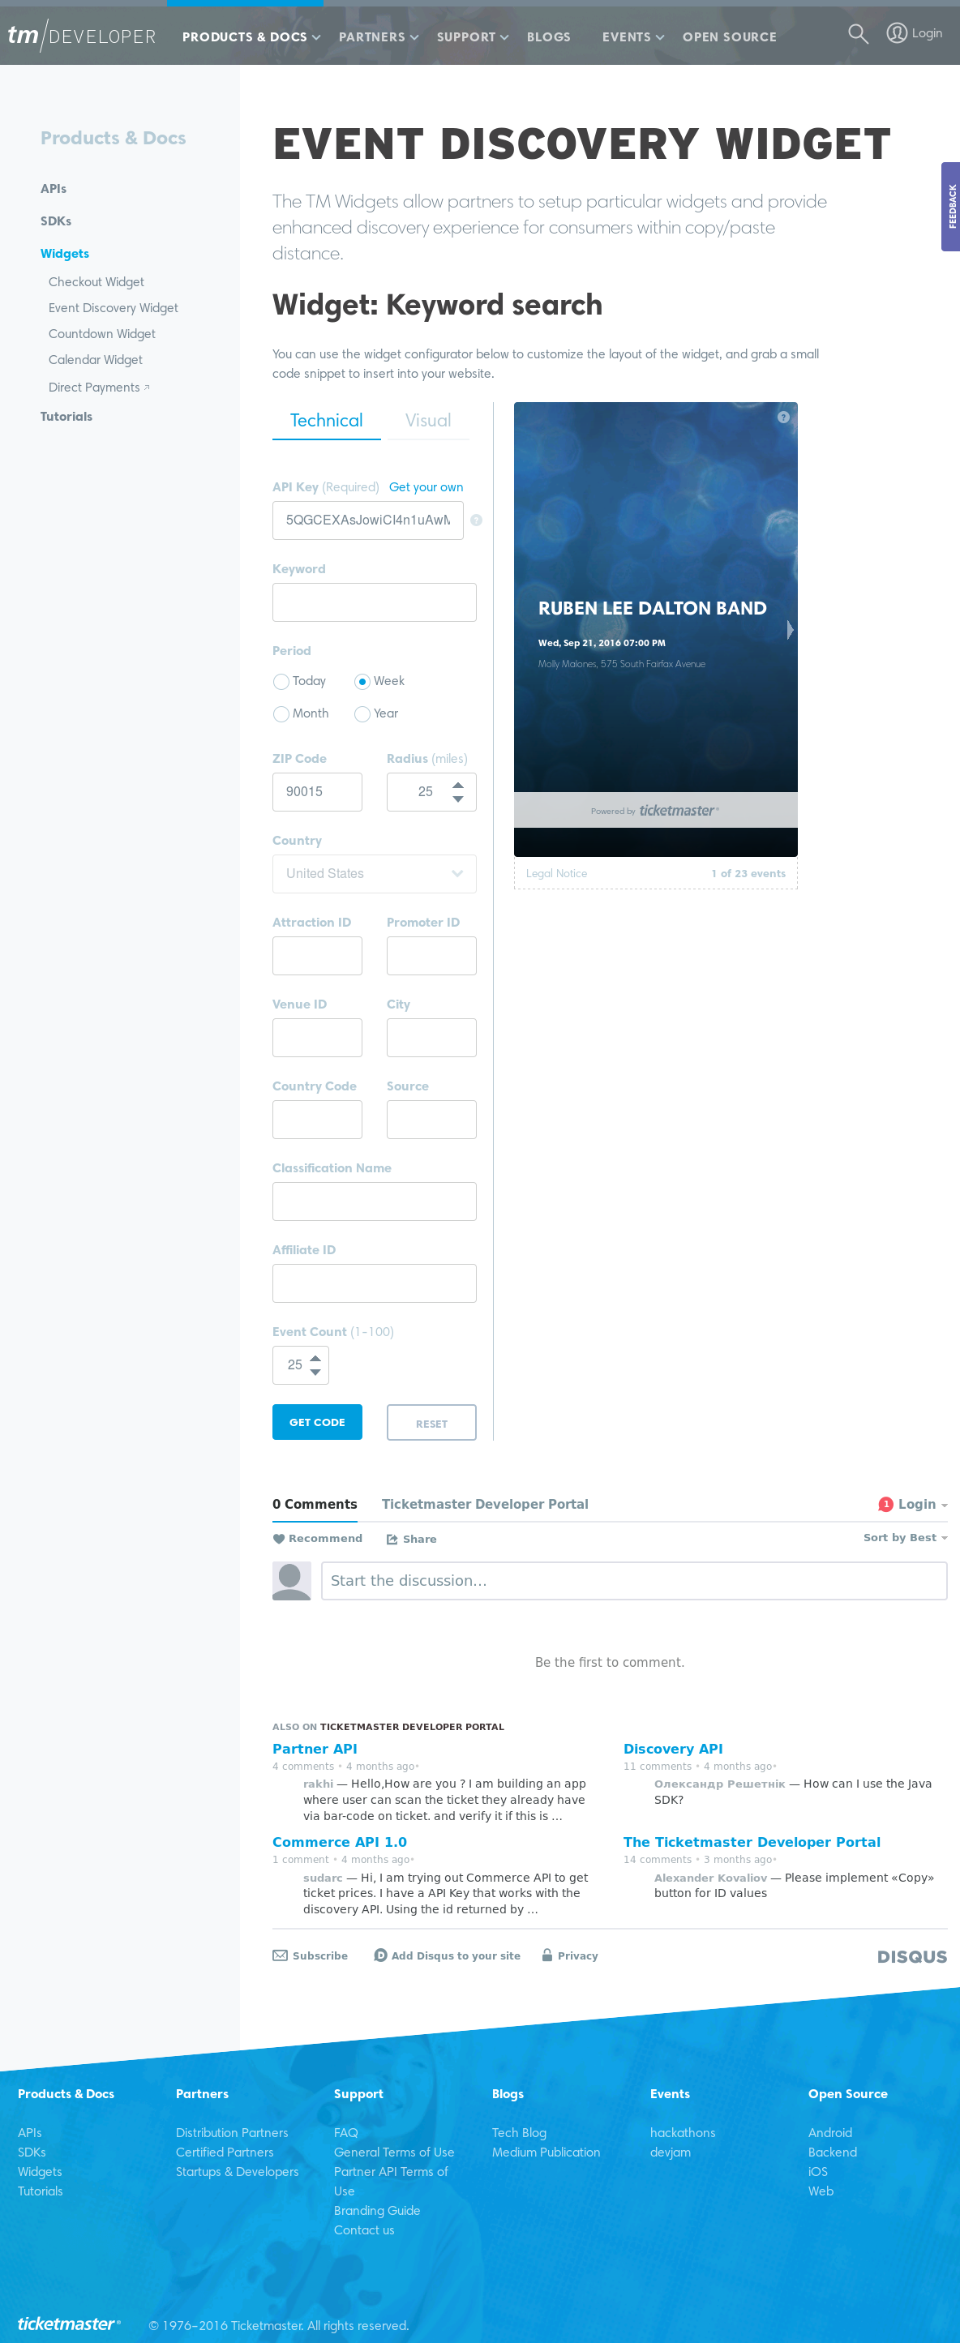 tm/DEVELOPER
PRODUCTS & DOCS
PARTNERS
SUPPORT
BLOGS
EVENTS
OPEN SOURCE
Login
FEEDBACK
Products & Docs
APIs
SDKs
Widgets
Checkout Widget
Event Discovery Widget
Countdown Widget
Calendar Widget
Direct Payments
Tutorials
EVENT DISCOVERY WIDGET
The TM Widgets allow partners to setup particular widgets and provide
enhanced discovery experience for consumers within copy/paste
distance.
Widget: Keyword search
You can use the widget configurator below to customize the layout of the widget, and grab a small
code snippet to insert into your website.
Technical
Visual
API Key (Required) Get your own
?
Keyword
Period
Today
Week
Month
Year
ZIP Code
Radius (miles)
90015
25
Country
United States
Attraction ID
Promoter ID
Venue ID
City
Country Code
Source
Classification Name
Affiliate ID
Event Count (1-100)
25
GET CODE
RESET
?
RUBEN LEE DALTON BAND
Wed, Sep 21, 2016 07:00 PM
Molly Malones, 575 South Fairfax Avenue
Powered by ticketmaster®
Legal Notice
1 of 23 events
0 Comments
Ticketmaster Developer Portal
1 Login
Recommend
Share
Sort by Best
Start the discussion...
Be the first to comment.
ALSO ON TICKETMASTER DEVELOPER PORTAL
Partner API
4 comments • 4 months ago•
rakhi — Hello,How are you ? I am building an app
where user can scan the ticket they already have
via bar-code on ticket. and verify it if this is ...
Discovery API
11 comments • 4 months ago•
Олександр Решетнік — How can I use the Java
SDK?
Commerce API 1.0
1 comment • 4 months ago•
sudarc — Hi, I am trying out Commerce API to get
ticket prices. I have a API Key that works with the
discovery API. Using the id returned by ...
The Ticketmaster Developer Portal
14 comments • 3 months ago•
Alexander Kovaliov — Please implement «Copy»
button for ID values
Subscribe
Add Disqus to your site
Privacy
DISQUS
Products & Docs
APIs
SDKs
Widgets
Tutorials
Partners
Distribution Partners
Certified Partners
Startups & Developers
Support
FAQ
General Terms of Use
Partner API Terms of
Use
Branding Guide
Contact us
Blogs
Tech Blog
Medium Publication
Events
hackathons
devjam
Open Source
Android
Backend
iOS
Web
ticketmaster®
© 1976-2016 Ticketmaster. All rights reserved.